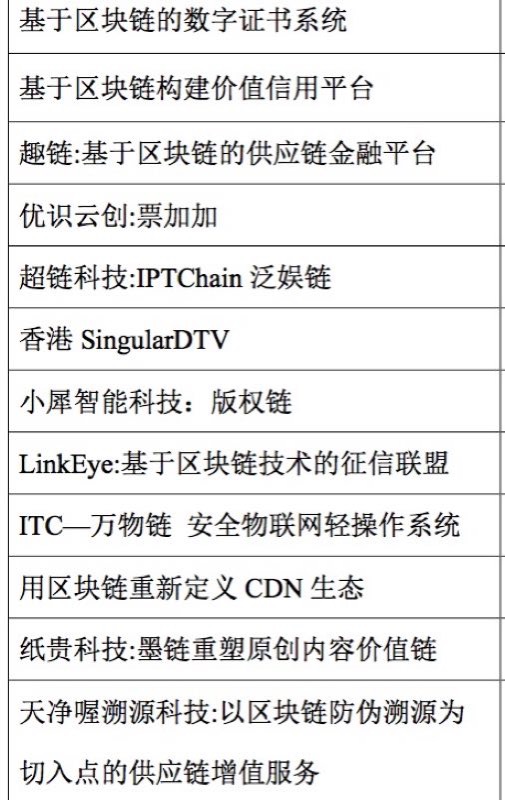 基于区块链的数字证书系统
基于区块链构建价值信用平台
趣链:基于区块链的供应链金融平台
优识云创:票加加
超链科技:IPTChain 泛娱链
香港 SingularDTV
小犀智能科技：版权链
LinkEye:基于区块链技术的征信联盟
ITC—万物链 安全物联网轻操作系统
用区块链重新定义 CDN 生态
纸贵科技:墨链重塑原创内容价值链
天净喔溯源科技:以区块链防伪溯源为
切入点的供应链增值服务